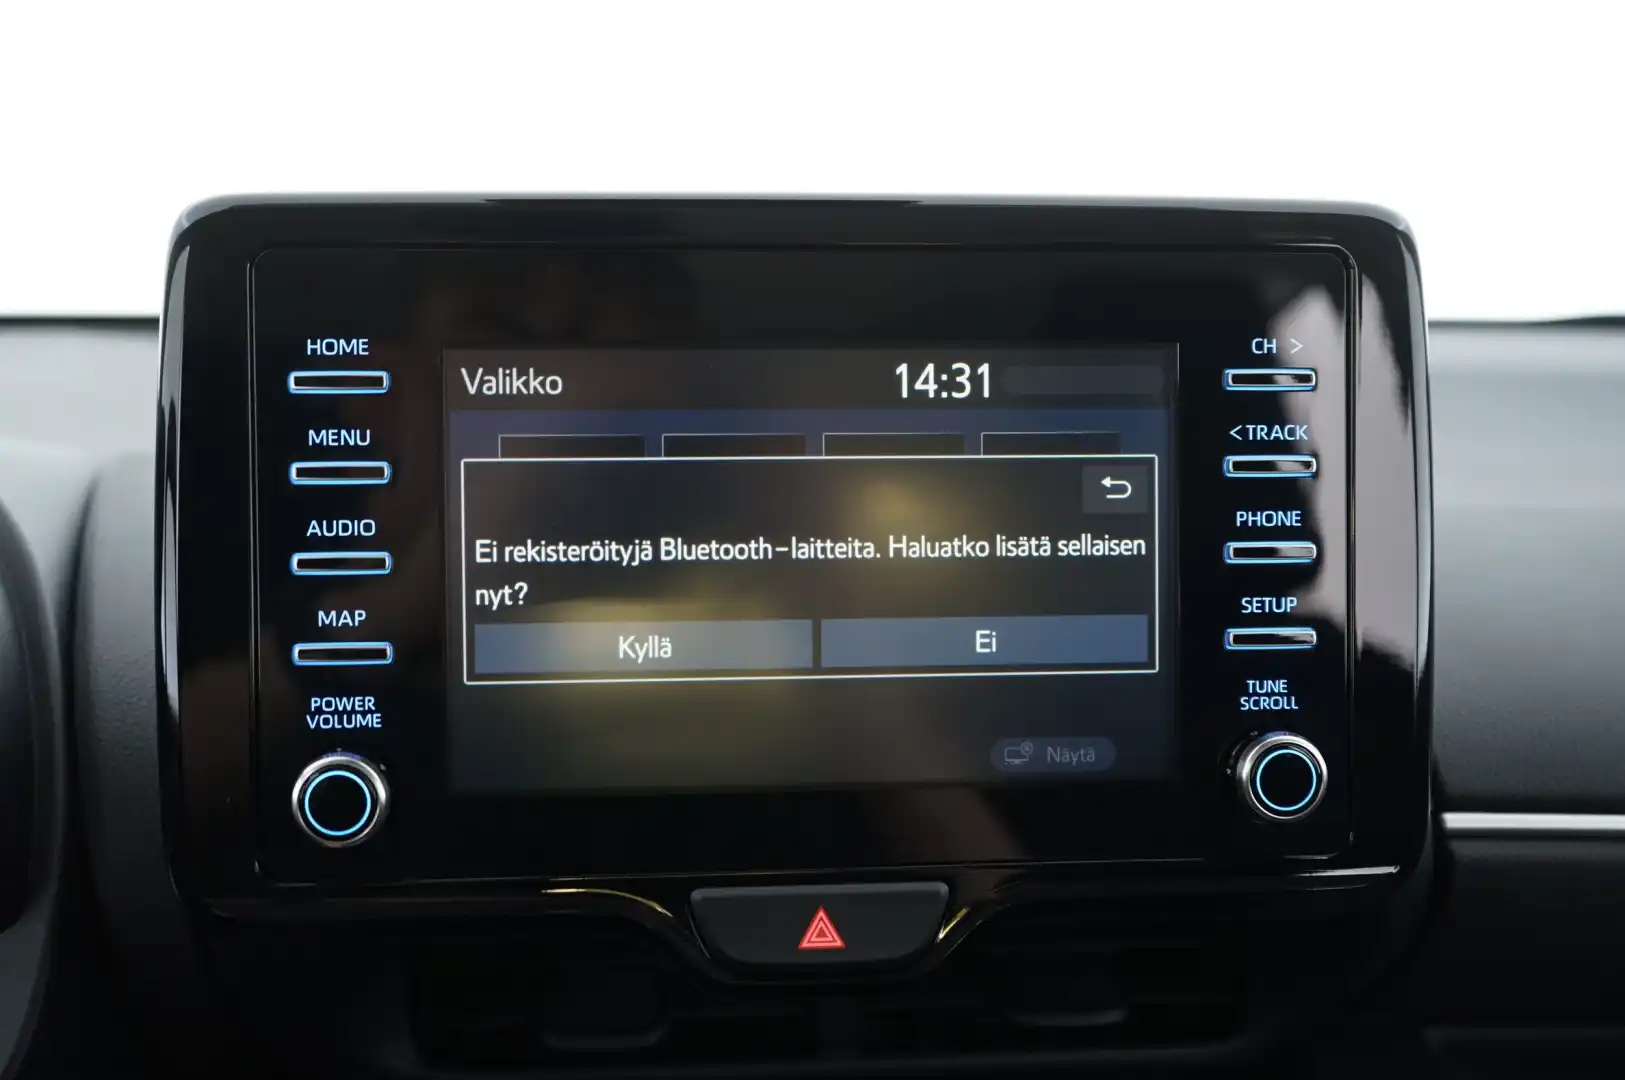 HOME
MENU
AUDIO
MAP
POWER
VOLUME
Valikko
14:31
Ei rekisteröityjä Bluetooth-laitteita. Haluatko lisätä sellaisen
nyt?
Kyllä
Ei
Näytä
CH >
<TRACK
PHONE
SETUP
TUNE
SCROLL